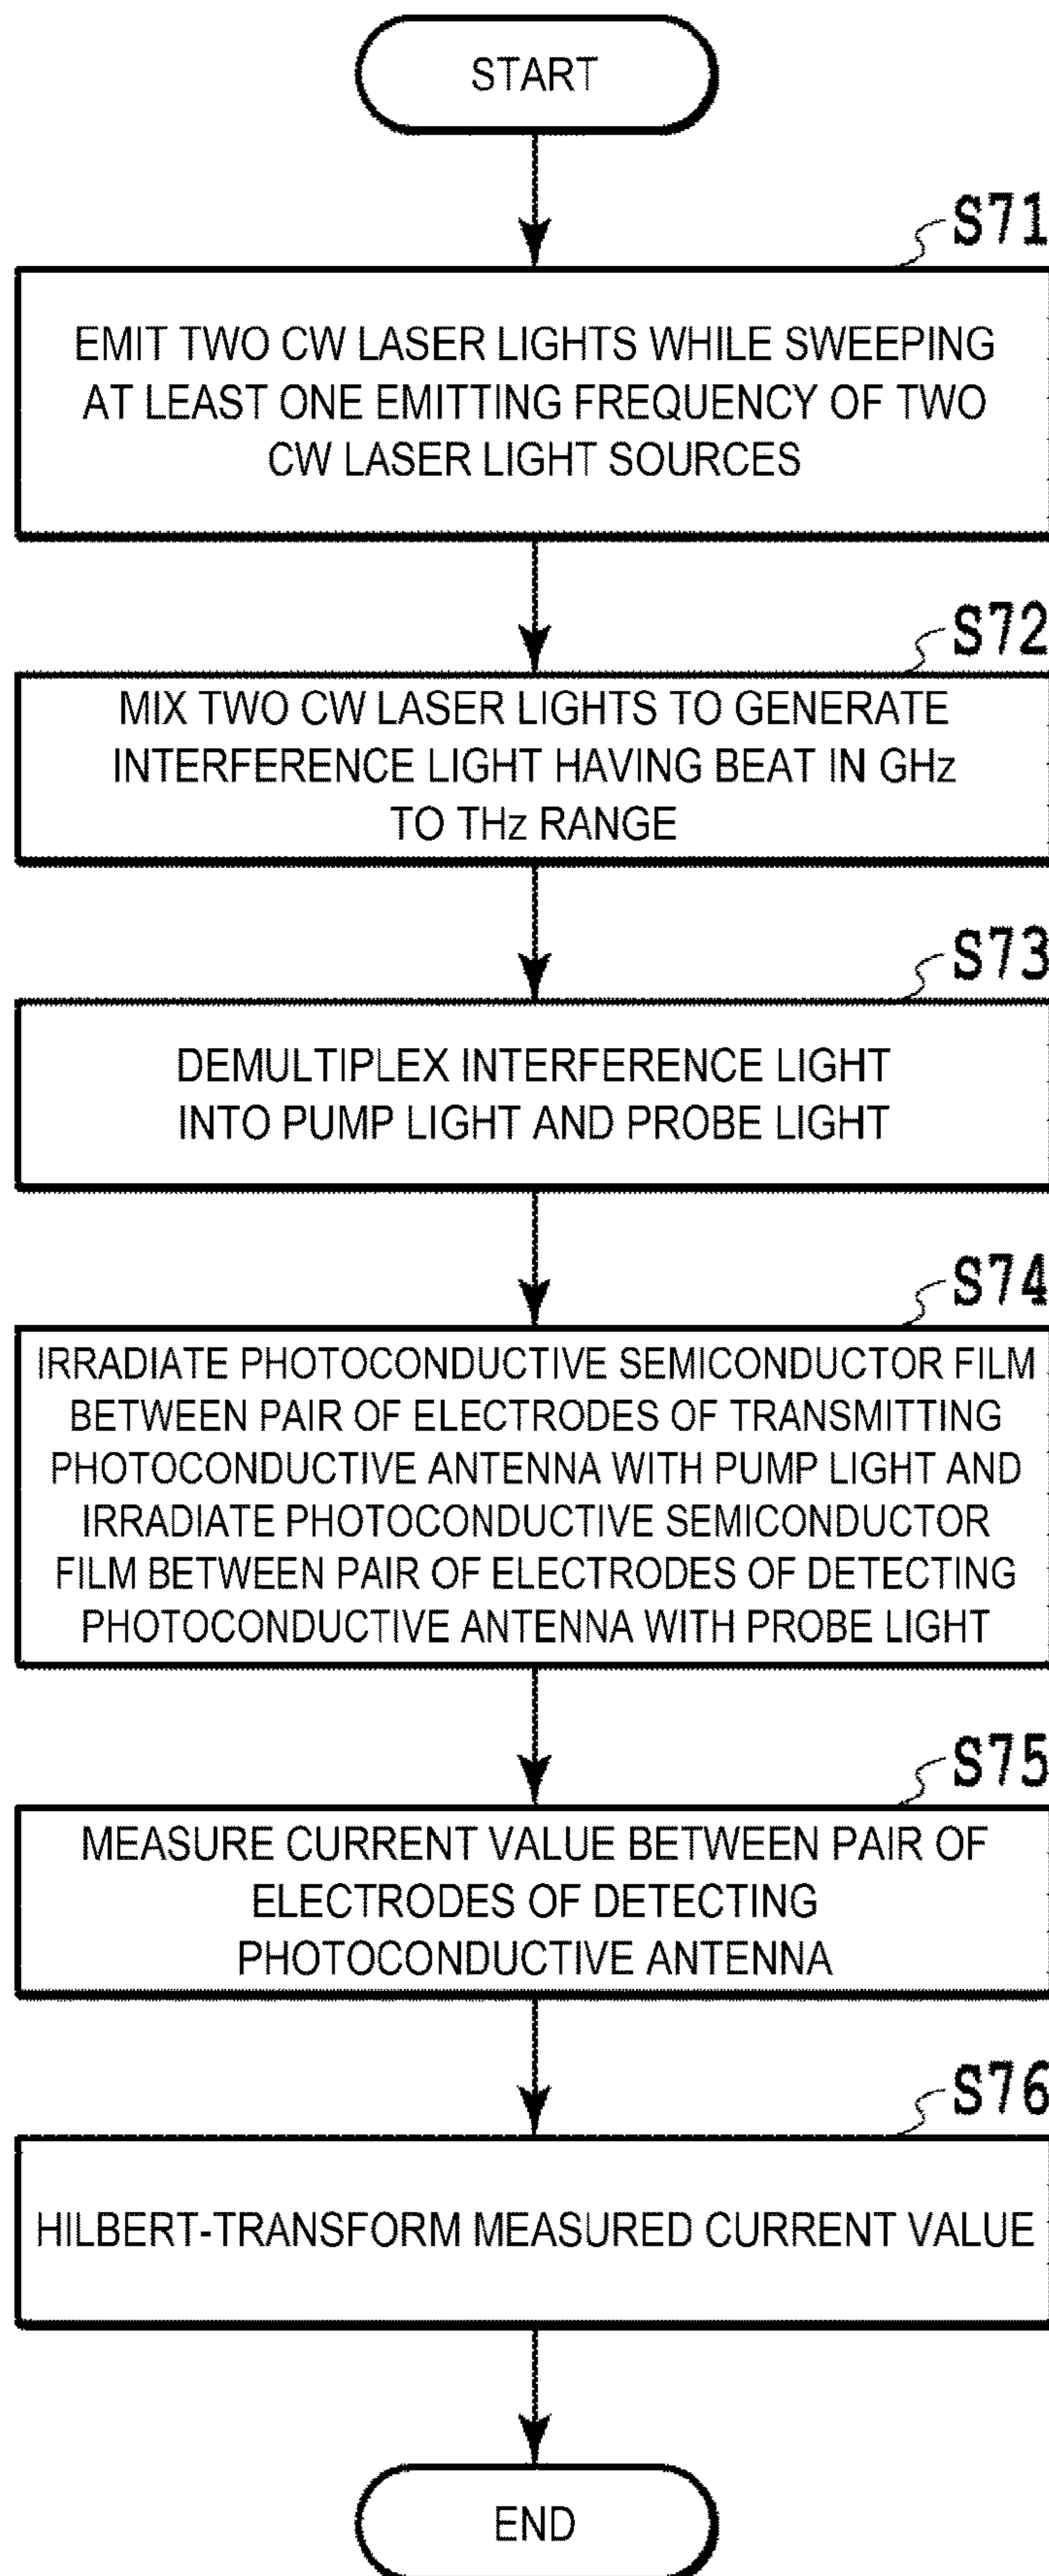 START
S71
EMIT TWO CW LASER LIGHTS WHILE SWEEPING
AT LEAST ONE EMITTING FREQUENCY OF TWO
CW LASER LIGHT SOURCES
S72
MIX TWO CW LASER LIGHTS TO GENERATE
INTERFERENCE LIGHT HAVING BEAT IN GHz
TO THz RANGE
S73
DEMULTIPLEX INTERFERENCE LIGHT
INTO PUMP LIGHT AND PROBE LIGHT
S74
IRRADIATE PHOTOCONDUCTIVE SEMICONDUCTOR FILM
BETWEEN PAIR OF ELECTRODES OF TRANSMITTING
PHOTOCONDUCTIVE ANTENNA WITH PUMP LIGHT AND
IRRADIATE PHOTOCONDUCTIVE SEMICONDUCTOR
FILM BETWEEN PAIR OF ELECTRODES OF DETECTING
PHOTOCONDUCTIVE ANTENNA WITH PROBE LIGHT
S75
MEASURE CURRENT VALUE BETWEEN PAIR OF
ELECTRODES OF DETECTING
PHOTOCONDUCTIVE ANTENNA
S76
HILBERT-TRANSFORM MEASURED CURRENT VALUE
END